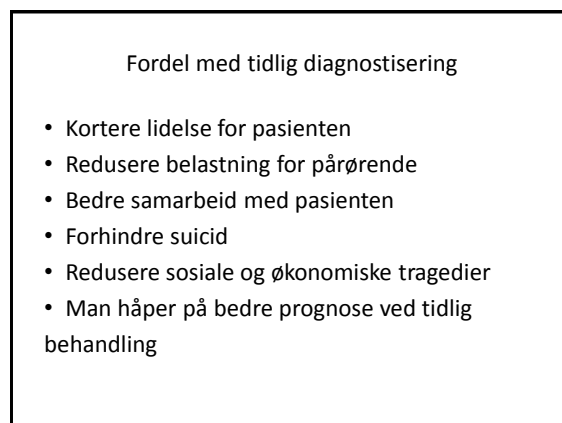 Fordel med tidlig diagnostisering
• Kortere lidelse for pasienten
• Redusere belastning for pårørende
• Bedre samarbeid med pasienten
• Forhindre suicid
• Redusere sosiale og økonomiske tragedier
• Man håper på bedre prognose ved tidlig
behandling